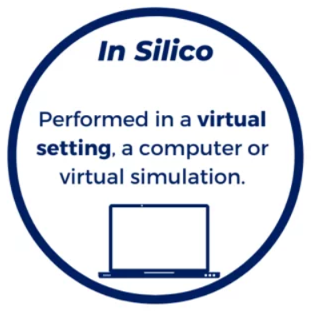 In Silico
Performed in a virtual
setting, a computer or
virtual simulation.